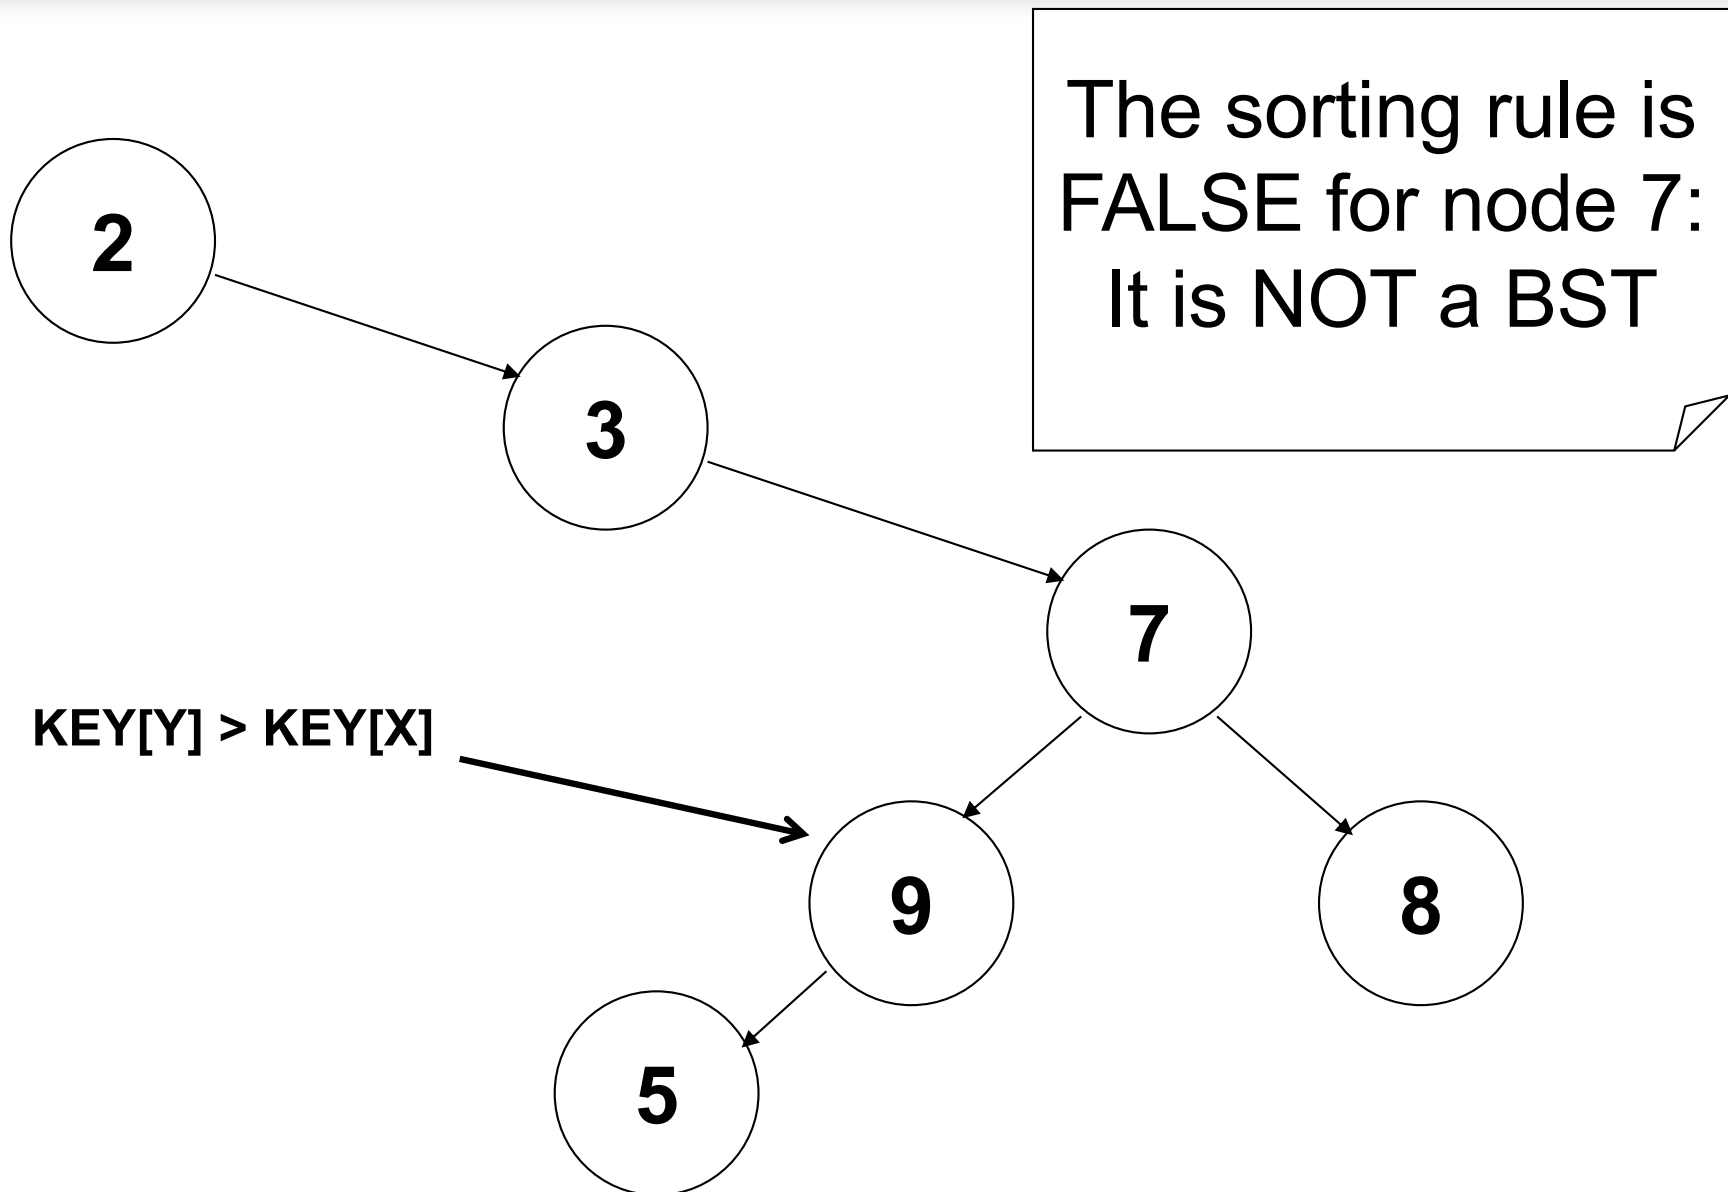 The sorting rule is
FALSE for node 7:
It is NOT a BST
2
3
7
KEY[Y] > KEY[X]
9
8
5